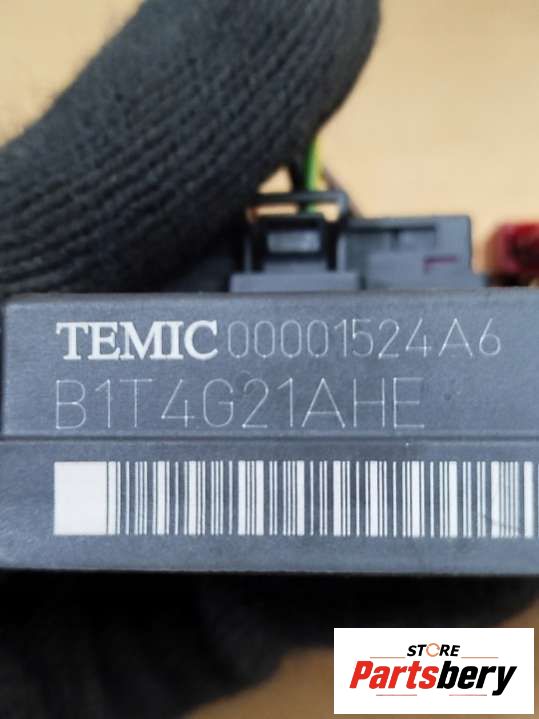 TEMIC 00001524A6
B1T4G21AHE
STORE
Partsbery